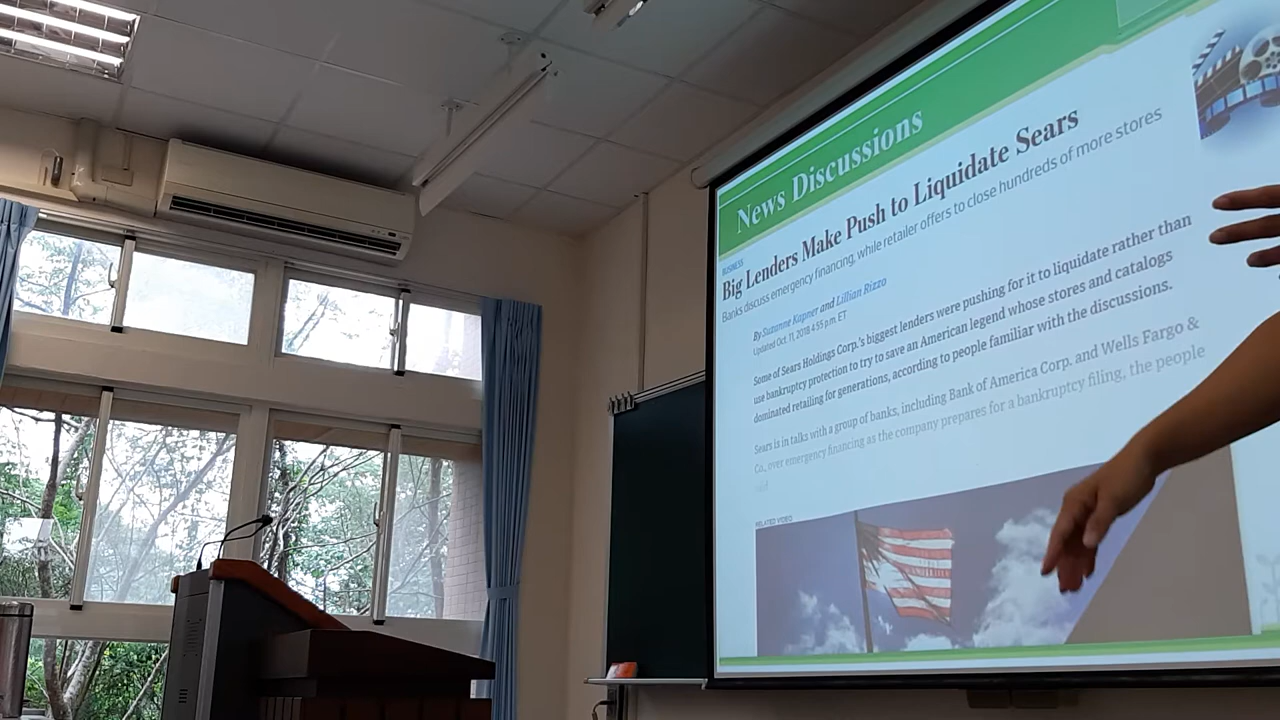 News Discussions
BUSINESS
Big Lenders Make Push to Liquidate Sears
Banks discuss emergency financing, while retailer offers to close hundreds of more stores
By Suzanne Kapner and Lillian Rizzo
Updated Oct. 11, 2018 4:55 p.m. ET
Some of Sears Holdings Corp.'s biggest lenders were pushing for it to liquidate rather than
use bankruptcy protection to try to save an American legend whose stores and catalogs
dominated retailing for generations, according to people familiar with the discussions.
Sears is in talks with a group of banks, including Bank of America Corp. and Wells Fargo &
Co., over emergency financing as the company prepares for a bankruptcy filing, the people
said
RELATED VIDEO